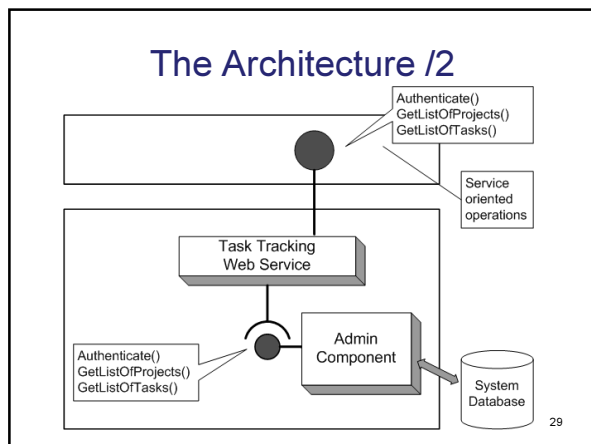 The Architecture /2
Authenticate()
GetListOfProjects()
GetListOfTasks()
Service
oriented
operations
Task Tracking
Web Service
Admin
Component
Authenticate()
GetListOfProjects()
GetListOfTasks()
System
Database
29